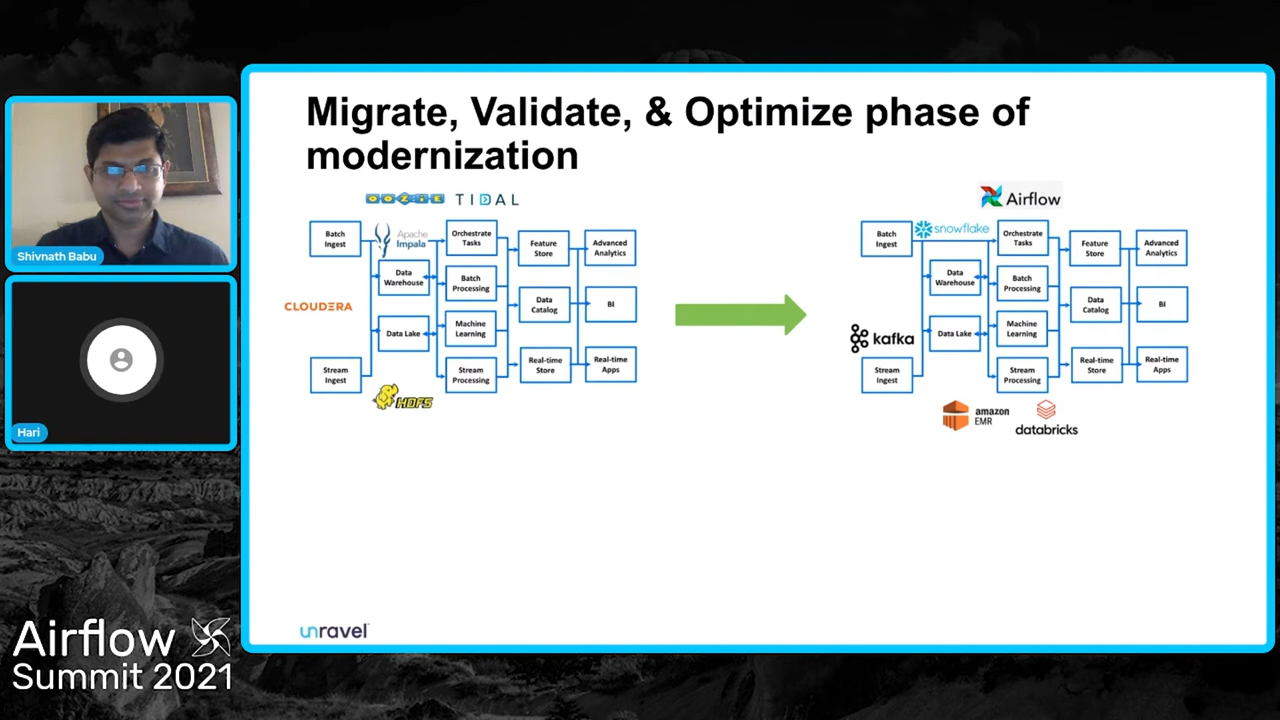 Migrate, Validate, & Optimize phase of
modernization
OOZIE
TIDAL
Batch
Ingest
Apache
Impala
Orchestrate
Tasks
Feature
Store
Advanced
Analytics
Data
Warehouse
Batch
Processing
CLOUDERA
Data
Catalog
BI
Data Lake
Machine
Learning
Stream
Ingest
Stream
Processing
Real-time
Store
Real-time
Apps
HDFS
Airflow
Batch
Ingest
snowflake
Orchestrate
Tasks
Feature
Store
Advanced
Analytics
Data
Warehouse
Batch
Processing
Data
Catalog
BI
kafka
Data Lake
Machine
Learning
Stream
Ingest
Stream
Processing
Real-time
Store
Real-time
Apps
amazon
EMR
databricks
unravel
Shivnath Babu
Hari
Airflow
Summit 2021